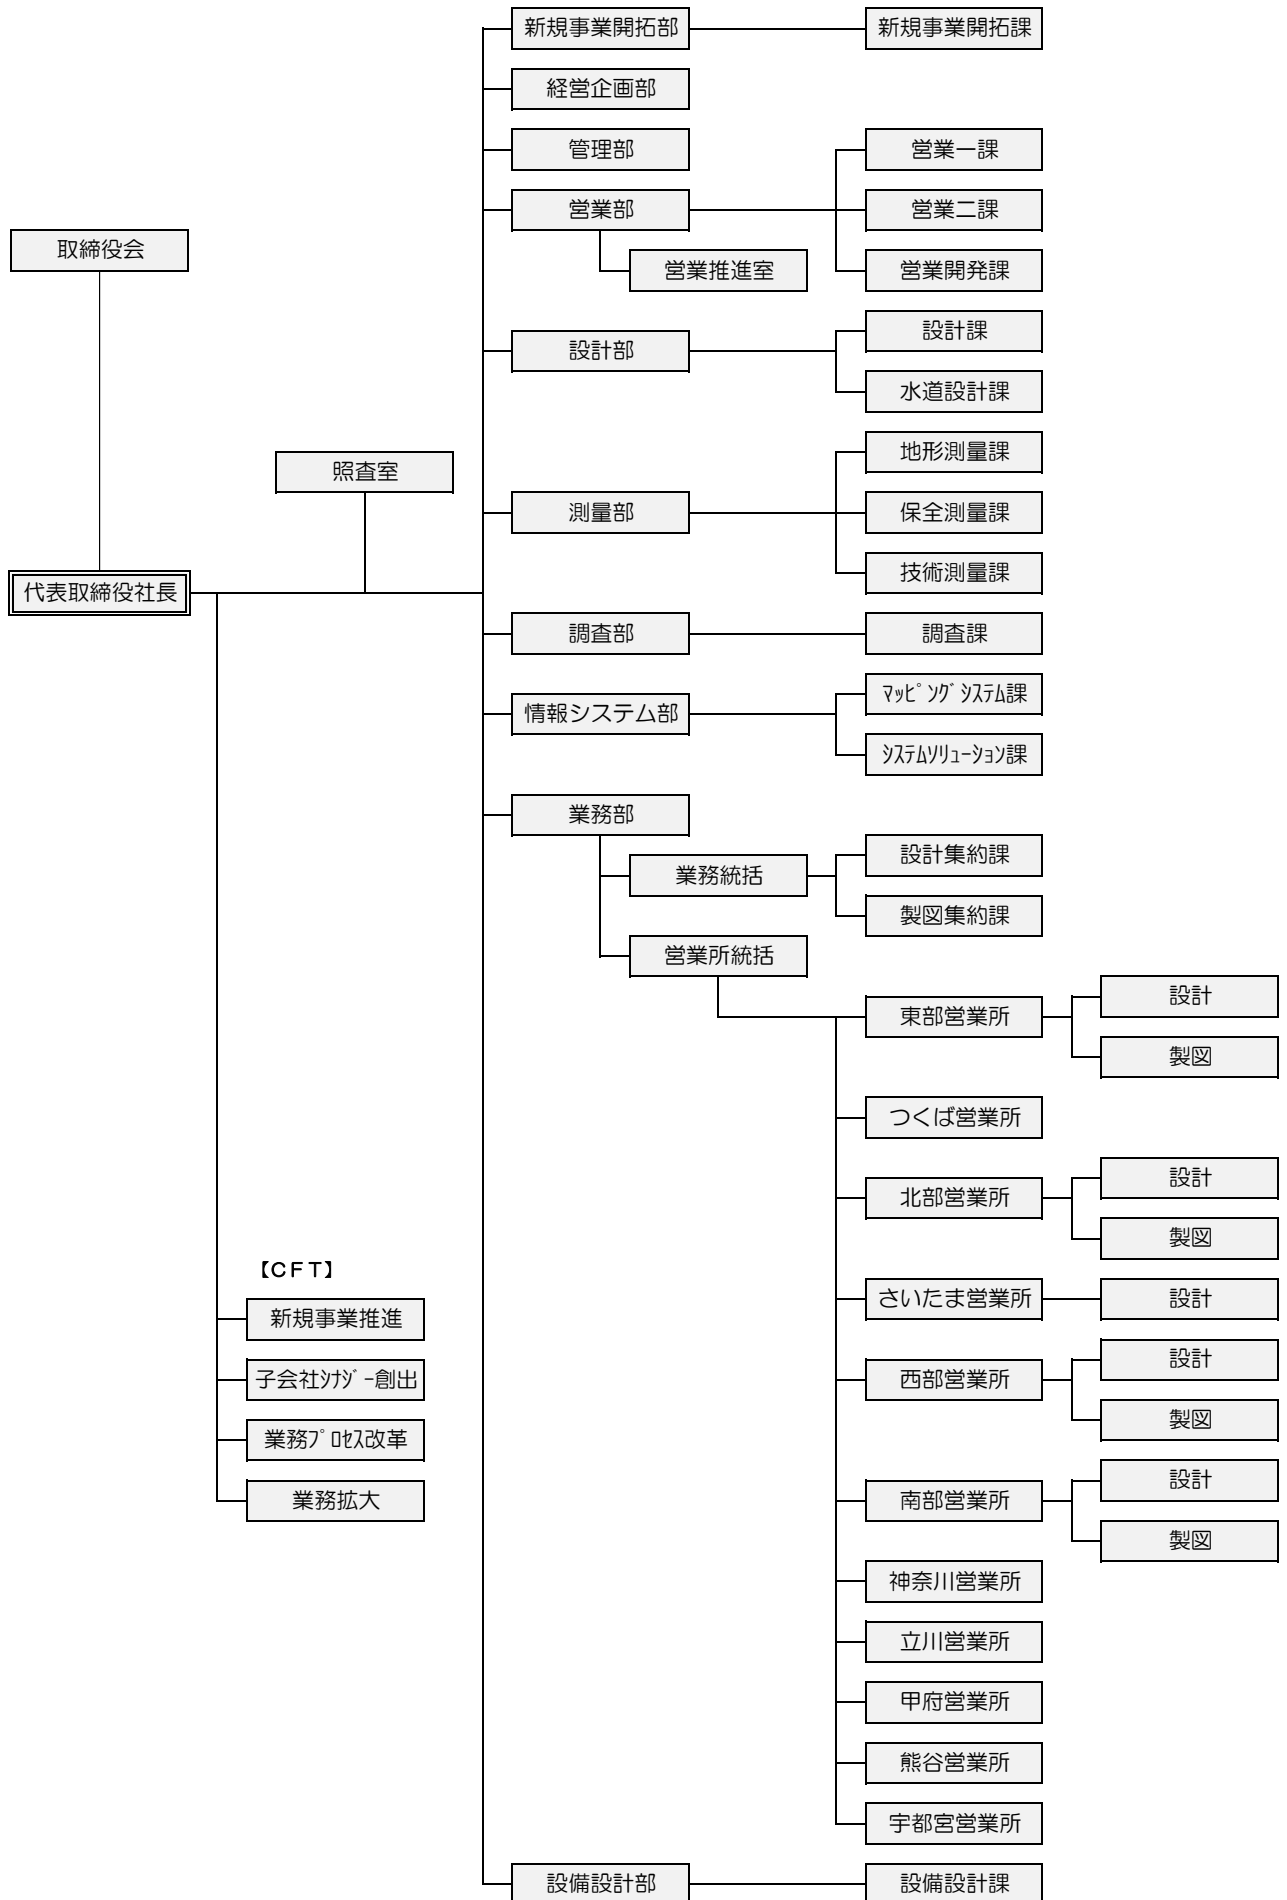 新規事業開拓部
新規事業開拓課
経営企画部
管理部
営業一課
営業部
営業二課
取締役会
営業推進室
営業開発課
設計課
設計部
水道設計課
地形測量課
照査室
測量部
保全測量課
技術測量課
代表取締役社長
調査部
調査課
ﾏｯﾋﾟﾝｸﾞｼｽﾃﾑ課
情報システム部
ｼｽﾃﾑｿﾘｭｰｼｮﾝ課
業務部
設計集約課
業務統括
製図集約課
営業所統括
設計
東部営業所
製図
つくば営業所
設計
北部営業所
製図
【CFT】
さいたま営業所
設計
新規事業推進
設計
子会社ｼﾅｼﾞｰ創出
西部営業所
製図
業務ﾌﾟﾛｾｽ改革
設計
業務拡大
南部営業所
製図
神奈川営業所
立川営業所
甲府営業所
熊谷営業所
宇都宮営業所
設備設計部
設備設計課